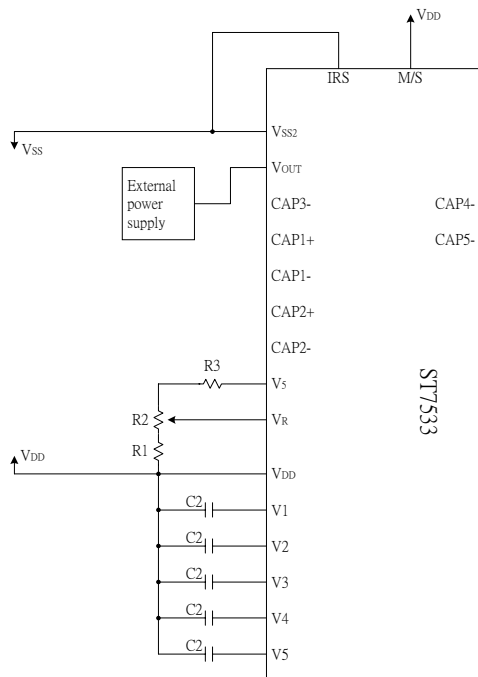 VDD
IRS M/S
VSS2
VSS
VOUT
External
power
supply
CAP3- CAP4-
CAP1+ CAP5-
CAP1-
CAP2+
CAP2-
R3
V5
R2
VR
R1
VDD
VDD
C2 V1
C2 V2
C2 V3
C2 V4
C2 V5
ST7533